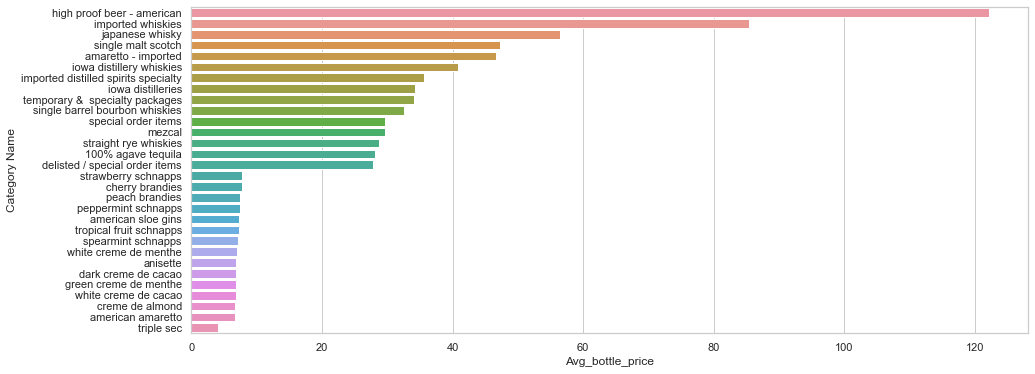 high proof beer - american
imported whiskies
japanese whisky
single malt scotch
amaretto - imported
iowa distillery whiskies
imported distilled spirits specialty
iowa distilleries
temporary &  specialty packages
single barrel bourbon whiskies
special order items
mezcal
straight rye whiskies
100% agave tequila
delisted / special order items
strawberry schnapps
cherry brandies
peach brandies
peppermint schnapps
american sloe gins
tropical fruit schnapps
spearmint schnapps
white creme de menthe
anisette
dark creme de cacao
green creme de menthe
white creme de cacao
creme de almond
american amaretto
triple sec
Category Name
0 20 40 60 80 100 120
Avg_bottle_price